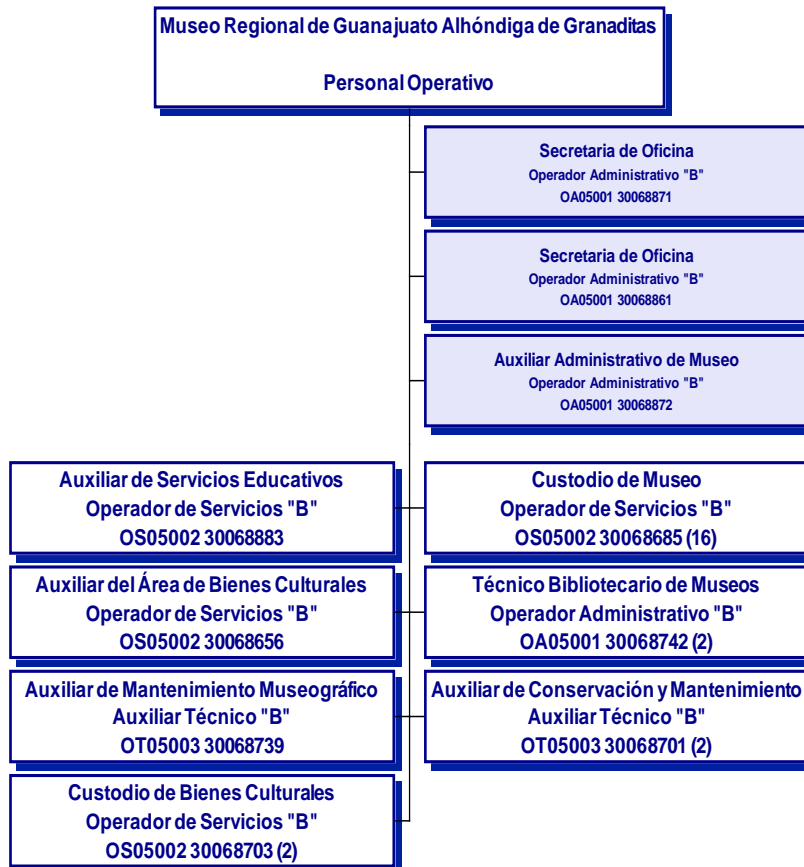 Museo Regional de Guanajuato Alhóndiga de Granaditas
Personal Operativo
Secretaria de Oficina
Operador Administrativo "B"
OA05001 30068871
Secretaria de Oficina
Operador Administrativo "B"
OA05001 30068861
Auxiliar Administrativo de Museo
Operador Administrativo "B"
OA05001 30068872
Auxiliar de Servicios Educativos
Operador de Servicios "B"
OS05002 30068883
Custodio de Museo
Operador de Servicios "B"
OS05002 30068685 (16)
Auxiliar del Área de Bienes Culturales
Operador de Servicios "B"
OS05002 30068656
Técnico Bibliotecario de Museos
Operador Administrativo "B"
OA05001 30068742 (2)
Auxiliar de Mantenimiento Museográfico
Auxiliar Técnico "B"
OT05003 30068739
Auxiliar de Conservación y Mantenimiento
Auxiliar Técnico "B"
OT05003 30068701 (2)
Custodio de Bienes Culturales
Operador de Servicios "B"
OS05002 30068703 (2)